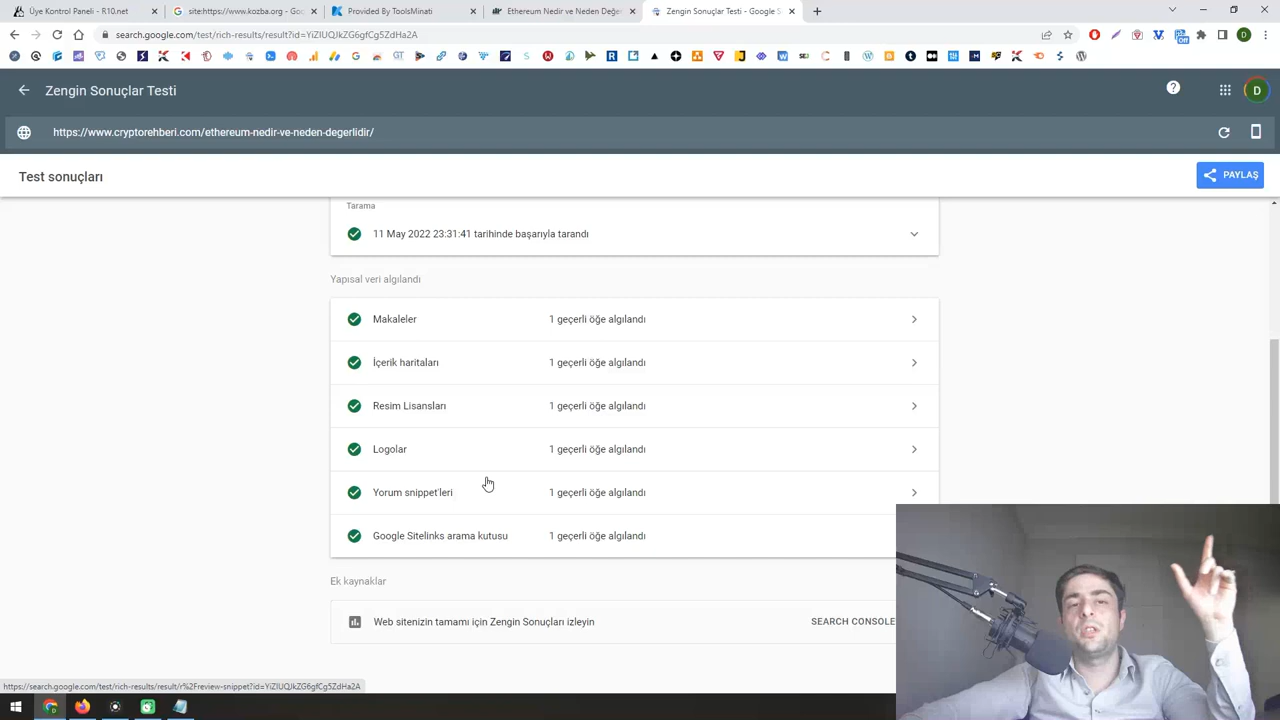 Üye Kontrol Paneli - R10.net
site:https://www.kozba.org - Goo
Provided By ToolsMinati
Ethereum Nedir ve Neden Değer
Zengin Sonuçlar Testi - Google S
search.google.com/test/rich-results/result?id=YiZIUQJkZG6gfCg5ZdHa2A
D
Zengin Sonuçlar Testi
D
https://www.cryptorehberi.com/ethereum-nedir-ve-neden-degerlidir/
Test sonuçları
PAYLAŞ
Tarama
11 May 2022 23:31:41 tarihinde başarıyla tarandı
Yapısal veri algılandı
Makaleler 1 geçerli öğe algılandı
İçerik haritaları 1 geçerli öğe algılandı
Resim Lisansları 1 geçerli öğe algılandı
Logolar 1 geçerli öğe algılandı
Yorum snippet'leri 1 geçerli öğe algılandı
Google Sitelinks arama kutusu 1 geçerli öğe algılandı
Ek kaynaklar
Web sitenizin tamamı için Zengin Sonuçları izleyin SEARCH CONSOLE
https://search.google.com/test/rich-results/result/r%2Freview-snippet?id=YiZIUQJkZG6gfCg5ZdHa2A